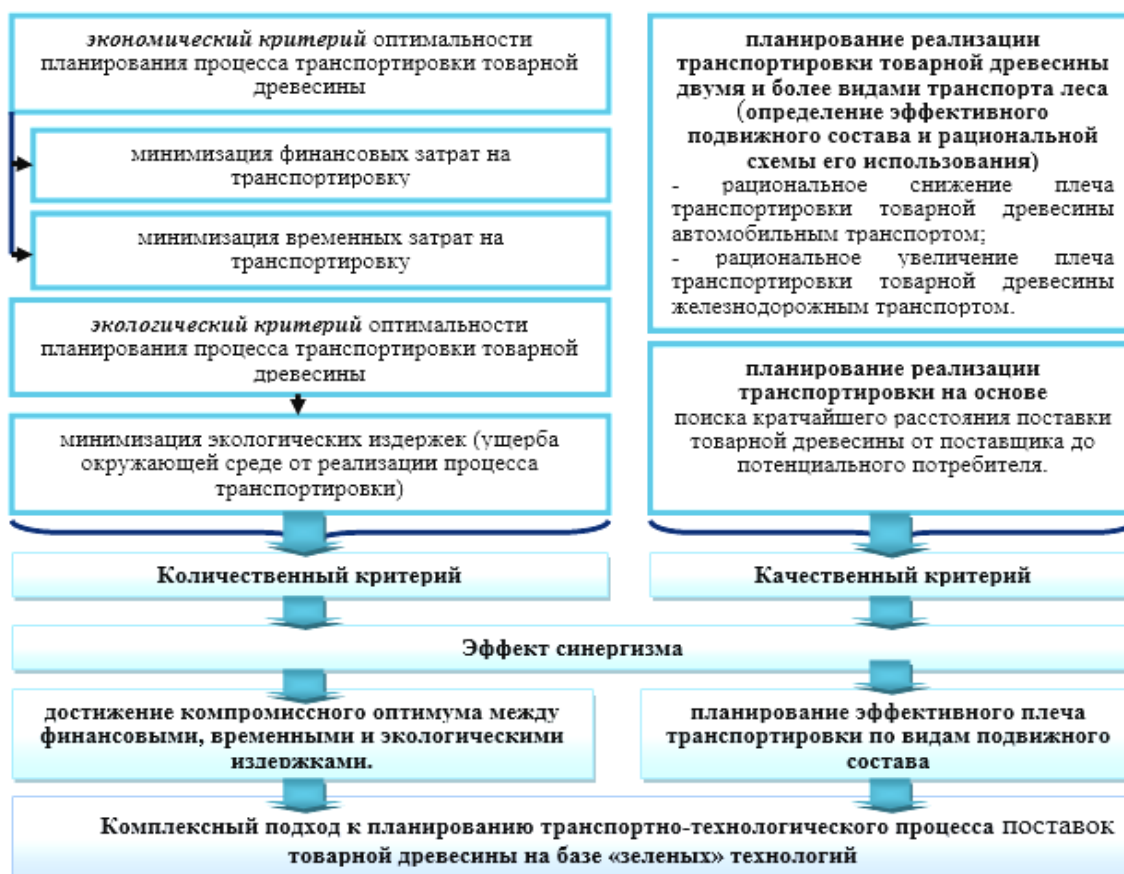 экономический критерий оптимальности
планирования процесса транспортировки товарной
древесины
минимизация финансовых затрат на
транспортировку
минимизация временных затрат на
транспортировку
экологический критерий оптимальности
планирования процесса транспортировки товарной
древесины
минимизация экологических издержек (ущерба
окружающей среде от реализации процесса
транспортировки)
планирование реализации
транспортировки товарной древесины
двумя и более видами транспорта леса
(определение эффективного
подвижного состава и рациональной
схемы его использования)
- рациональное снижение плеча
транспортировки товарной древесины
автомобильным транспортом;
- рациональное увеличение плеча
транспортировки товарной древесины
железнодорожным транспортом.
планирование реализации
транспортировки на основе
поиска кратчайшего расстояния поставки
товарной древесины от поставщика до
потенциального потребителя.
Количественный критерий
Качественный критерий
Эффект синергизма
достижение компромиссного оптимума между
финансовыми, временными и экологическими
издержками.
планирование эффективного плеча
транспортировки по видам подвижного
состава
Комплексный подход к планированию транспортно-технологического процесса поставок
товарной древесины на базе «зеленых» технологий